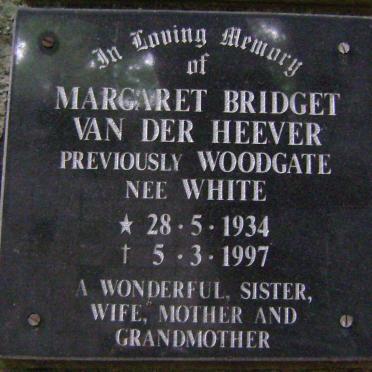 In Loving Memory
of
MARGARET BRIDGET
VAN DER HEEVER
PREVIOUSLY WOODGATE
NEE WHITE
★ 28 · 5 · 1934
† 5 · 3 · 1997
A WONDERFUL, SISTER,
WIFE, MOTHER AND
GRANDMOTHER